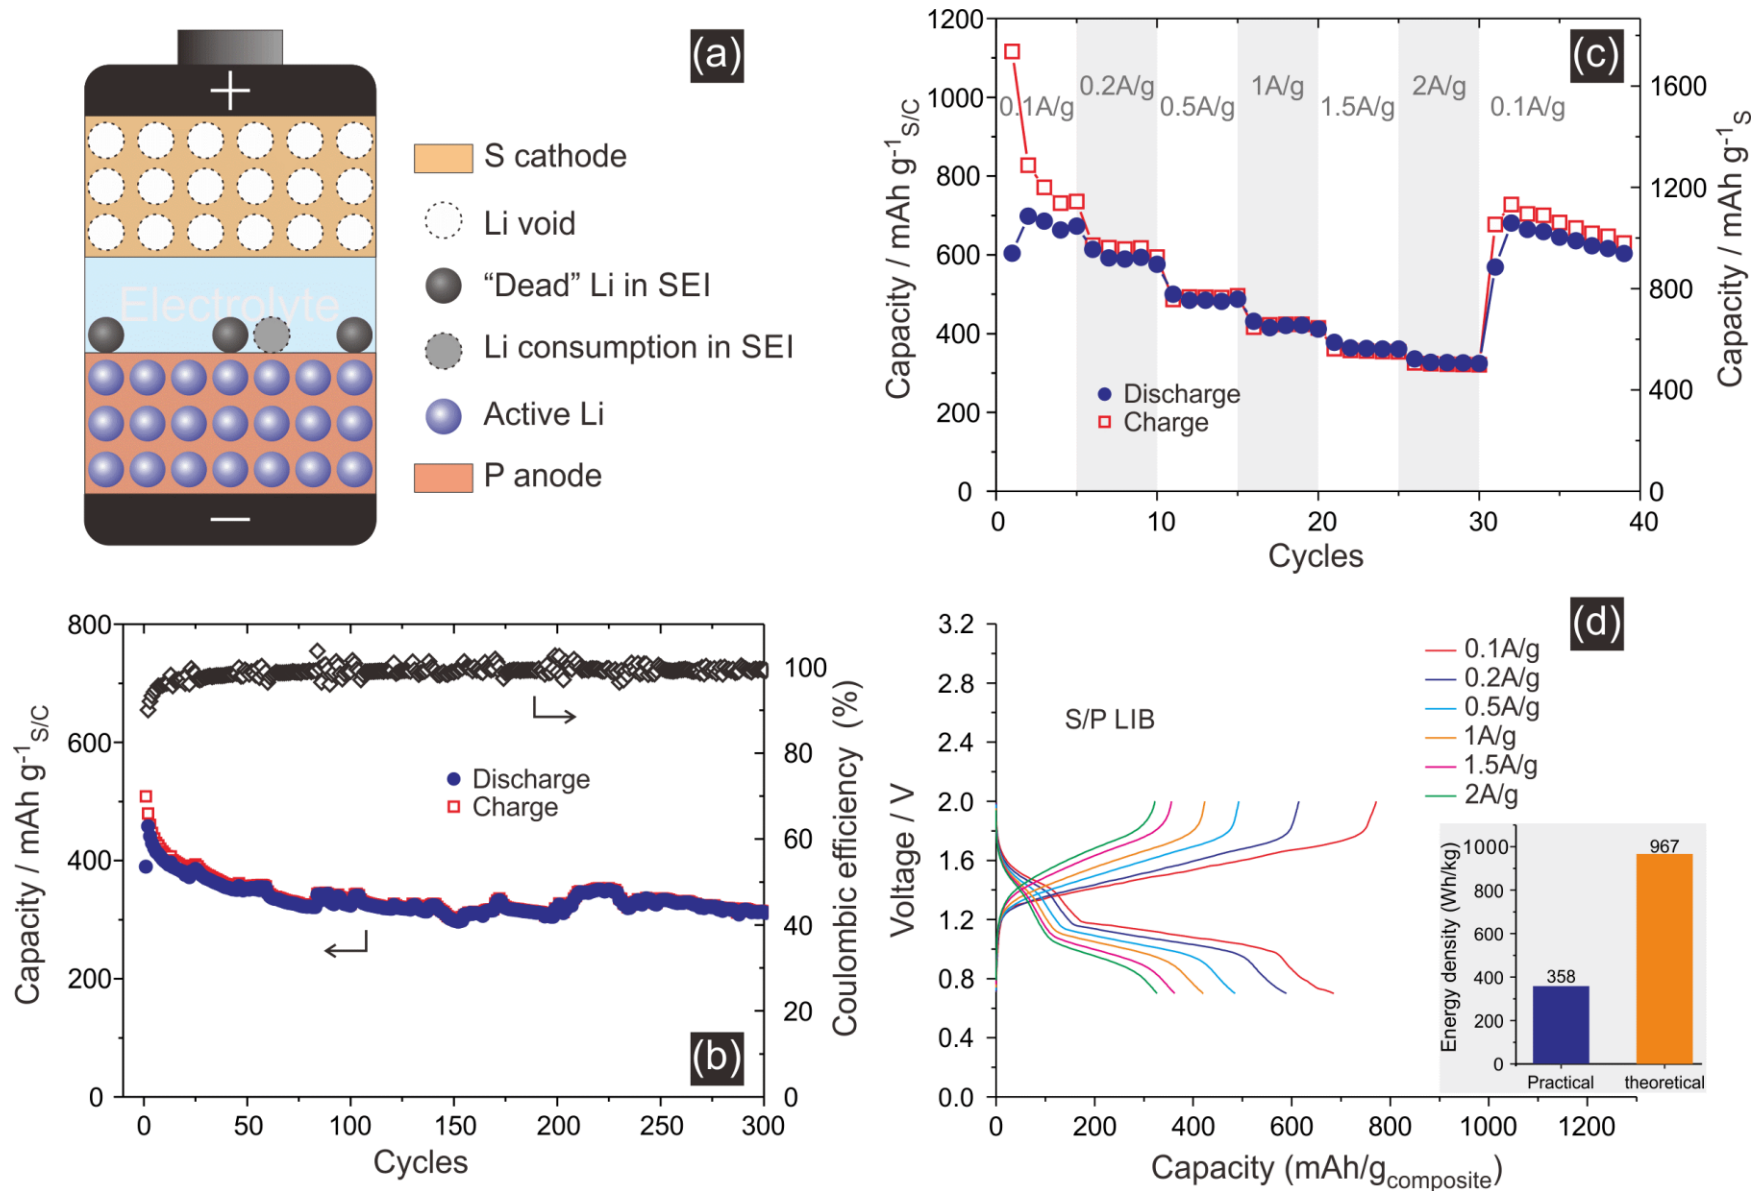 (a)
+
S cathode
Li void
“Dead” Li in SEI
Electrolyte
Li consumption in SEI
Active Li
P anode
−
(c)
1200
1000
800
600
400
200
0
Capacity / mAh g⁻¹S/C
1600
1200
800
400
0
Capacity / mAh g⁻¹S
0.1A/g
0.2A/g
0.5A/g
1A/g
1.5A/g
2A/g
0.1A/g
Discharge
Charge
0 10 20 30 40
Cycles
(b)
800
600
400
200
0
Capacity / mAh g⁻¹S/C
100
80
60
40
20
0
Coulombic efficiency (%)
Discharge
Charge
0 50 100 150 200 250 300
Cycles
(d)
3.2
2.8
2.4
2.0
1.6
1.2
0.8
0.4
0.0
Voltage / V
S/P LIB
0.1A/g
0.2A/g
0.5A/g
1A/g
1.5A/g
2A/g
Energy density (Wh/kg)
1000
800
600
400
200
0
358
967
Practical theoretical
0 200 400 600 800 1000 1200
Capacity (mAh/gcomposite)